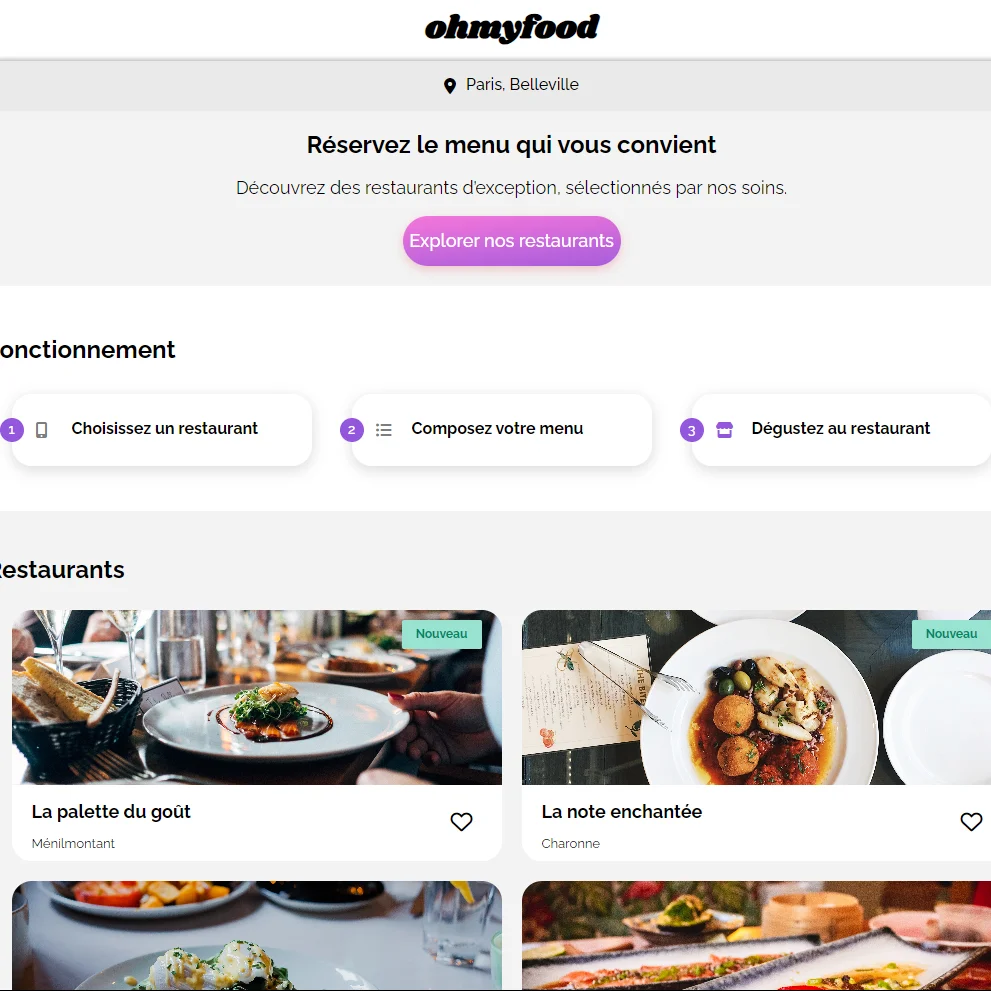 ohmyfood
Paris, Belleville
Réservez le menu qui vous convient
Découvrez des restaurants d'exception, sélectionnés par nos soins.
Explorer nos restaurants
onctionnement
1 Choisissez un restaurant
2 Composez votre menu
3 Dégustez au restaurant
Restaurants
Nouveau
Nouveau
La palette du goût
Ménilmontant
La note enchantée
Charonne